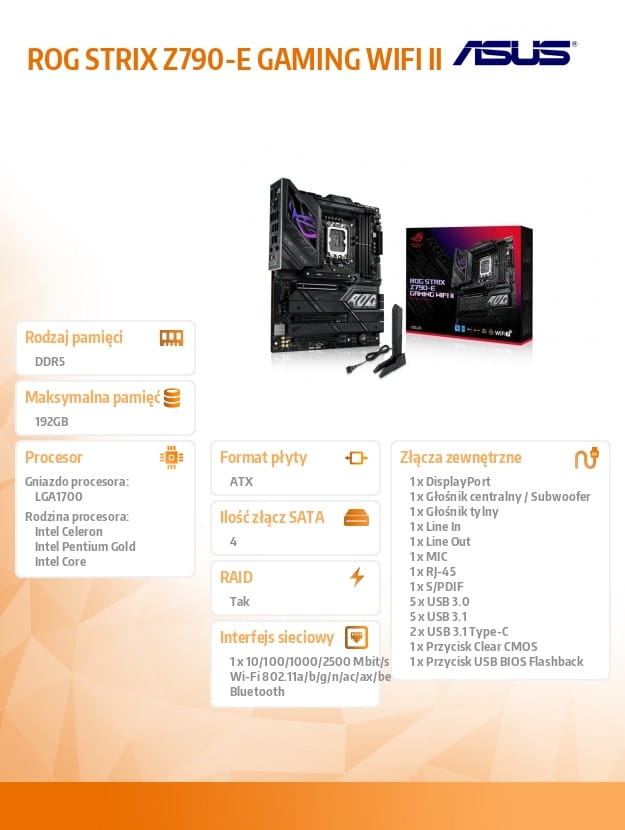 ROG STRIX Z790-E GAMING WIFI II
ASUS
ROG STRIX
Z790-E
GAMING WIFI II
ASUS
WiFi 7
ROG
Rodzaj pamięci
DDR5
Maksymalna pamięć
192GB
Procesor
Gniazdo procesora:
LGA1700
Rodzina procesora:
Intel Celeron
Intel Pentium Gold
Intel Core
Format płyty
ATX
Ilość złącz SATA
4
RAID
Tak
Interfejs sieciowy
1 x 10/100/1000/2500 Mbit/s
Wi-Fi 802.11a/b/g/n/ac/ax/be
Bluetooth
Złącza zewnętrzne
1 x DisplayPort
1 x Głośnik centralny / Subwoofer
1 x Głośnik tylny
1 x Line In
1 x Line Out
1 x MIC
1 x RJ-45
1 x S/PDIF
5 x USB 3.0
5 x USB 3.1
2 x USB 3.1 Type-C
1 x Przycisk Clear CMOS
1 x Przycisk USB BIOS Flashback